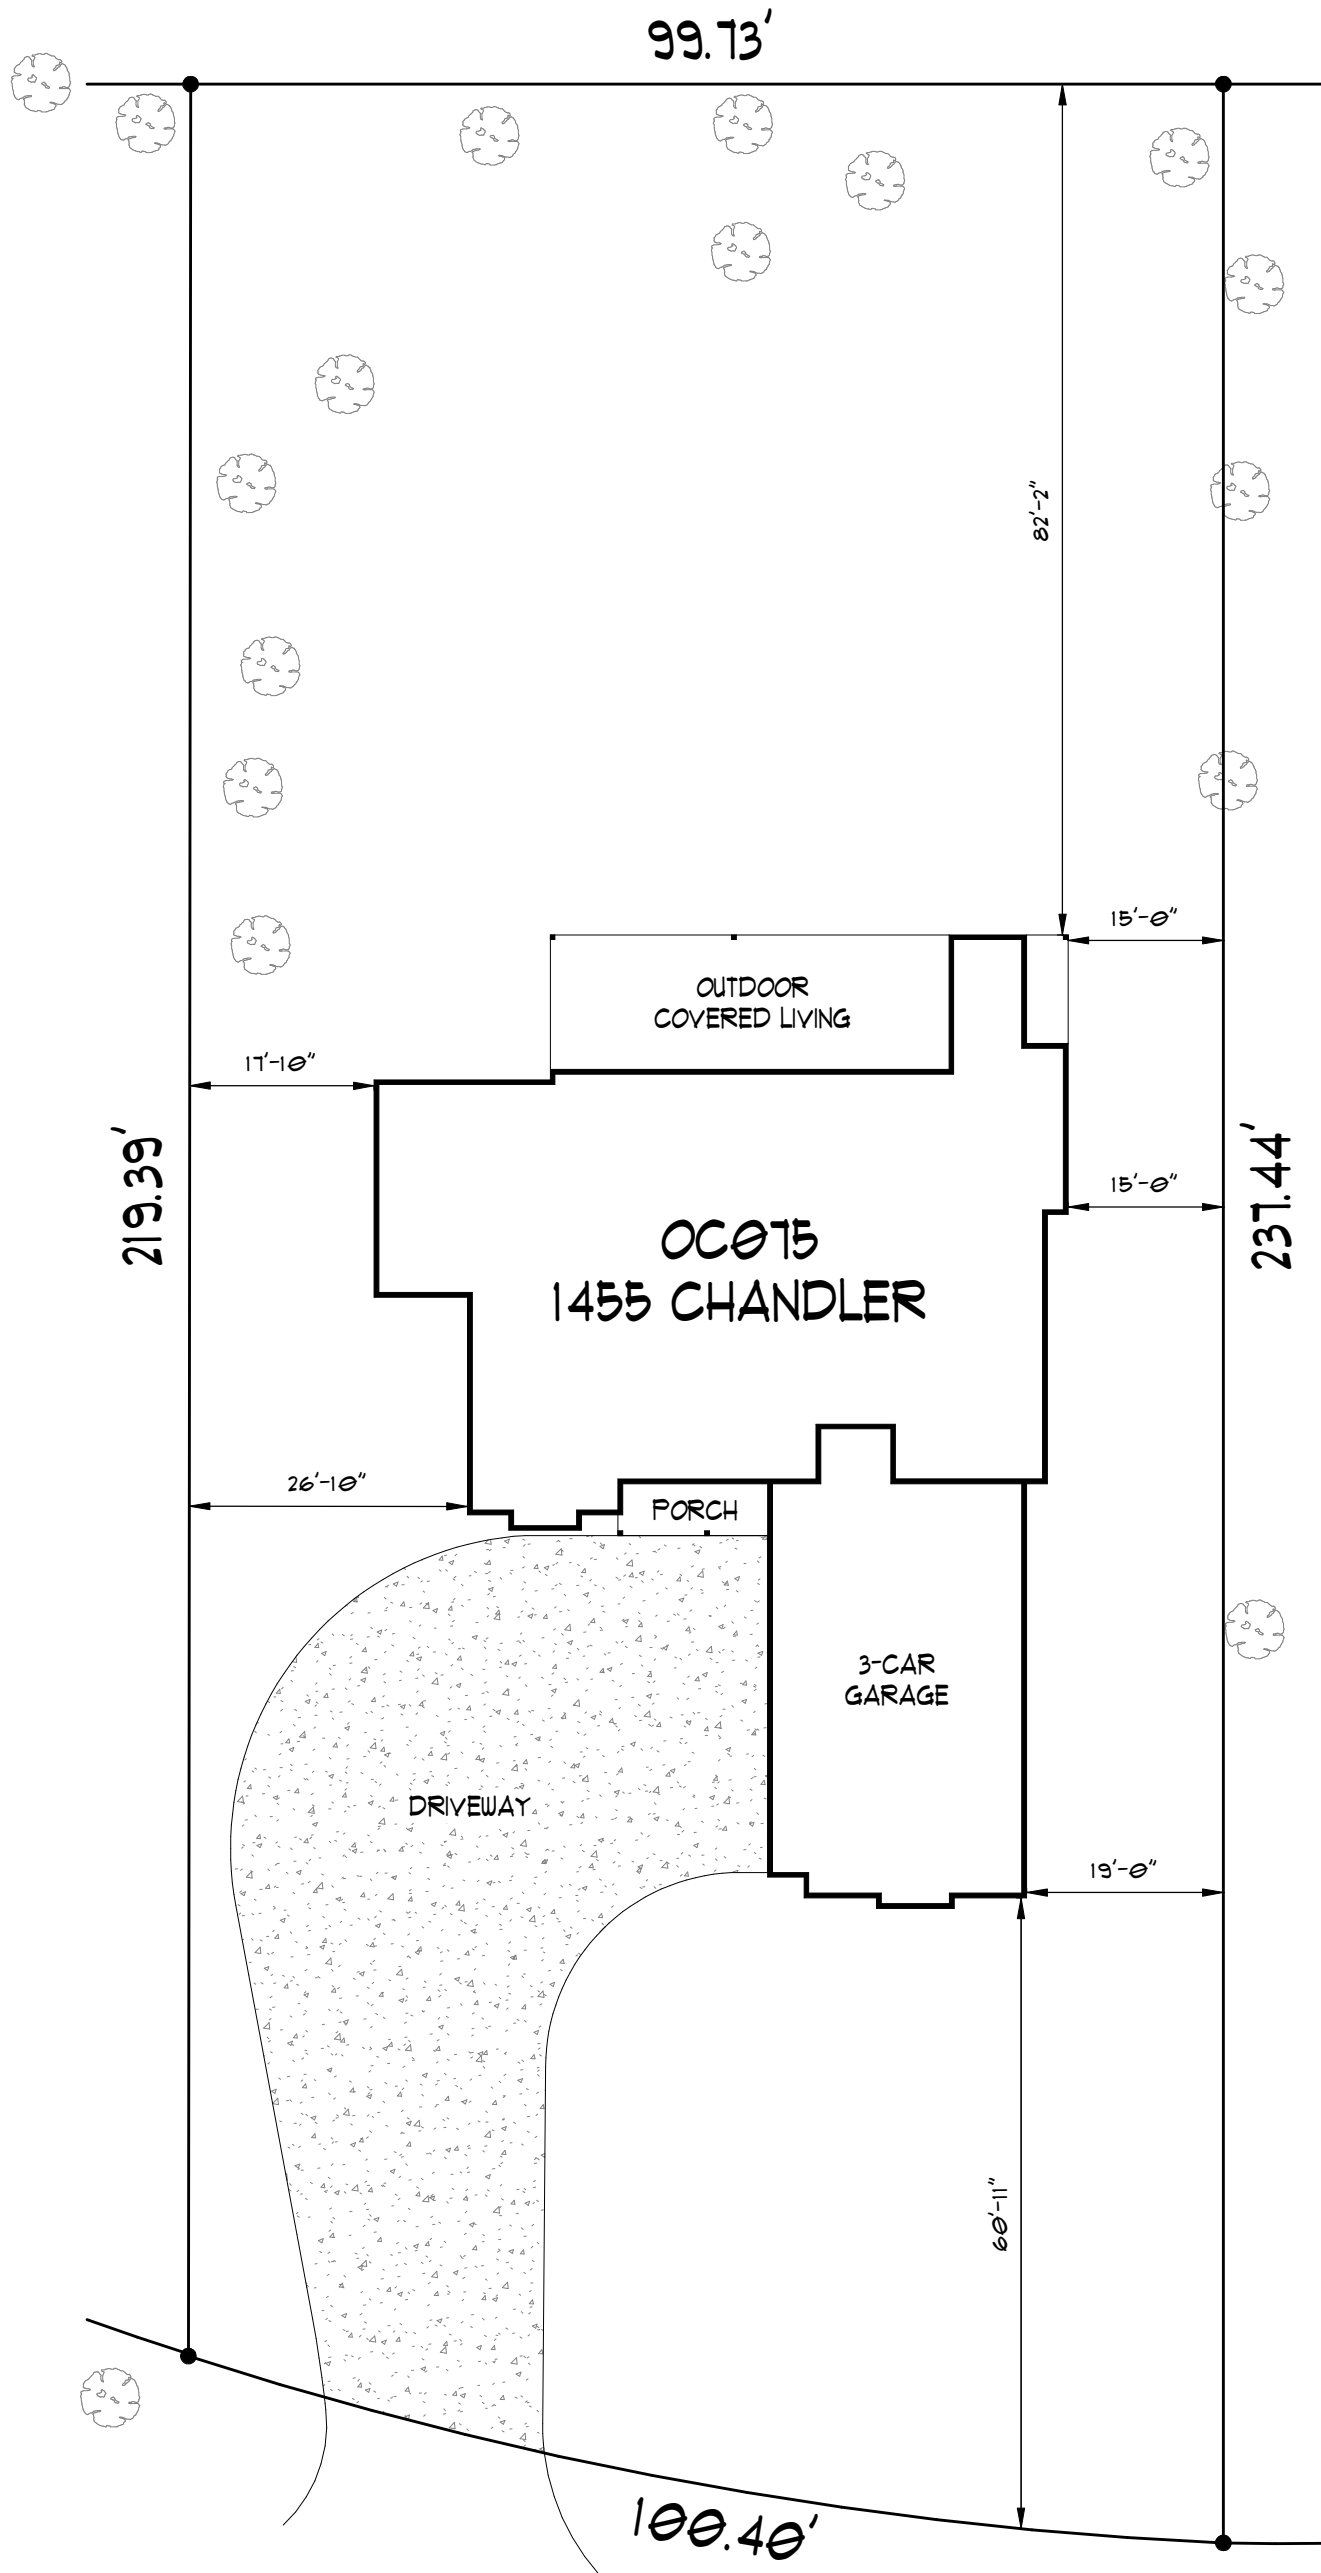 99.73'
82'-2"
15'-0"
OUTDOOR
COVERED LIVING
17'-10"
219.39'
237.44'
15'-0"
OC075
1455 CHANDLER
26'-10"
PORCH
3-CAR
GARAGE
DRIVEWAY
19'-0"
60'-11"
100.40'